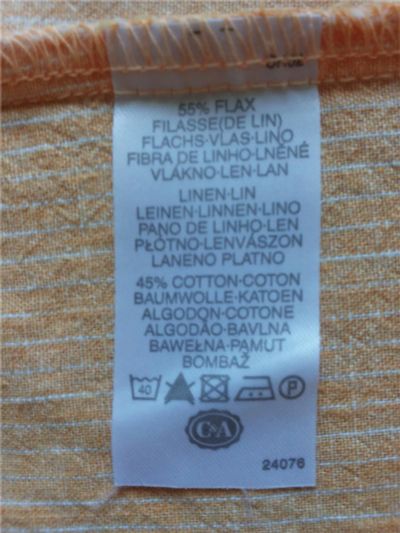 55% FLAX
FILASSE(DE LIN)
FLACHS·VLAS·LINO
FIBRA DE LINHO·LNĚNÉ
VLÁKNO·LEN·LAN
LINEN·LIN
LEINEN·LINNEN·LINO
PANO DE LINHO·LEN
PŁÓTNO·LENVÁSZON
LANENO PLATNO
45% COTTON·COTON
BAUMWOLLE·KATOEN
ALGODON·COTONE
ALGODÃO·BAVLNA
BAWEŁNA·PAMUT
BOMBAŽ
40 P
C&A
24076